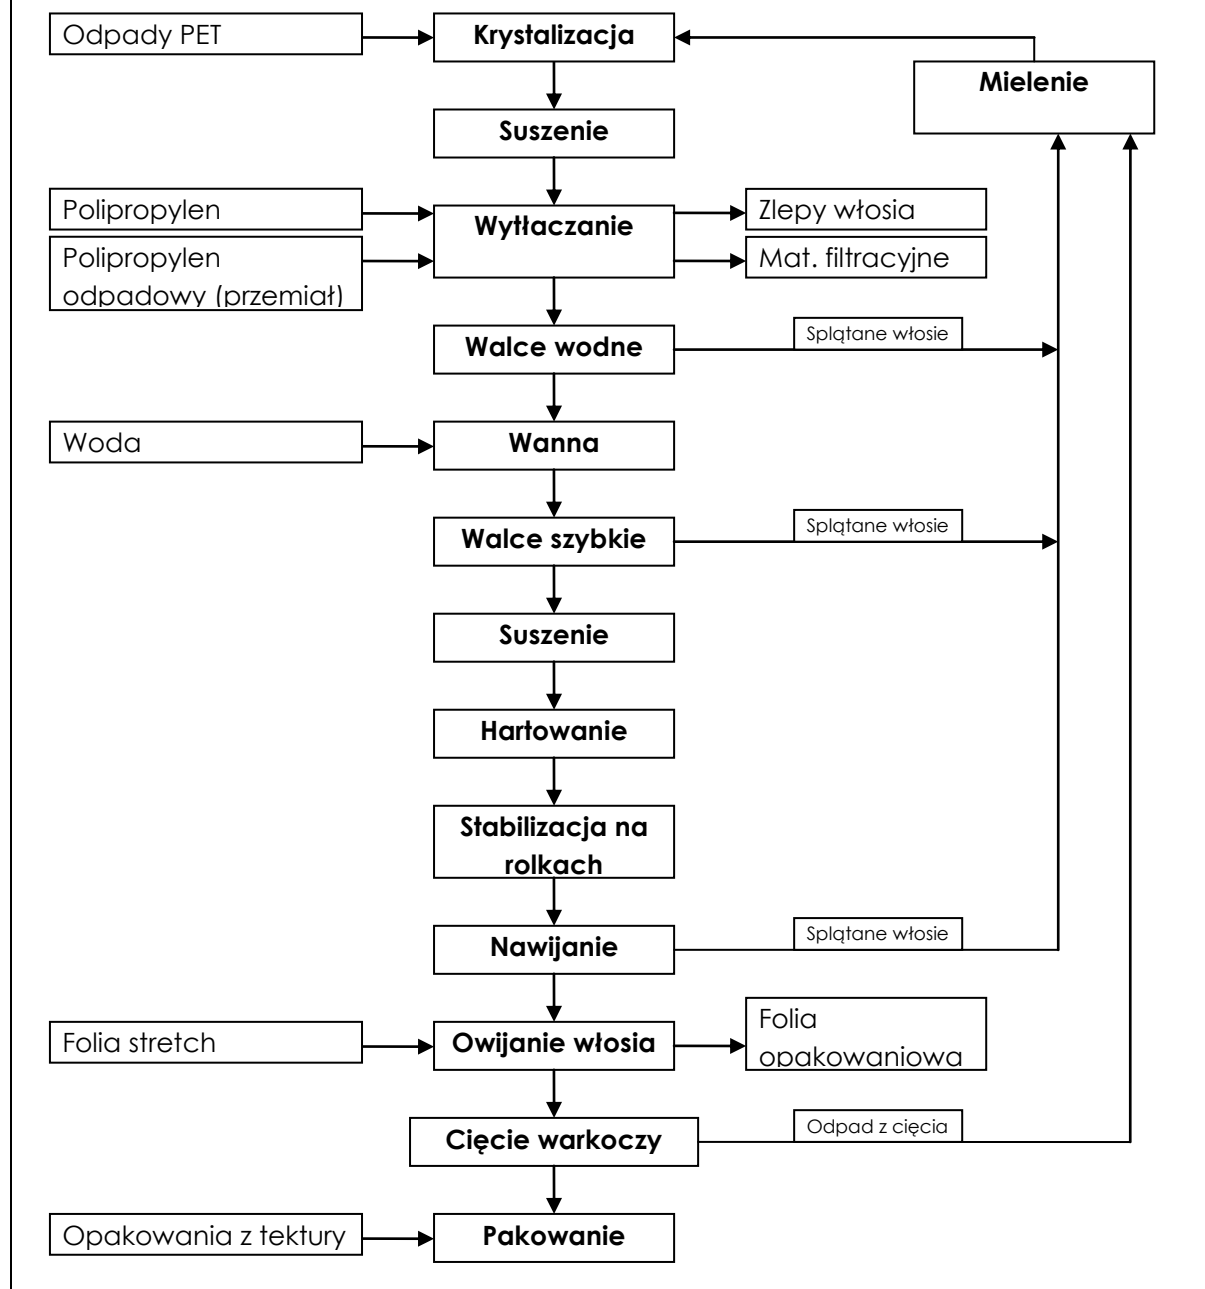 Odpady PET
Krystalizacja
Mielenie
Suszenie
Polipropylen
Wytłaczanie
Zlepy włosia
Polipropylen
odpadowy (przemiał)
Mat. filtracyjne
Walce wodne
Splątane włosie
Woda
Wanna
Walce szybkie
Splątane włosie
Suszenie
Hartowanie
Stabilizacja na
rolkach
Nawijanie
Splątane włosie
Folia stretch
Owijanie włosia
Folia
opakowaniowa
Cięcie warkoczy
Odpad z cięcia
Opakowania z tektury
Pakowanie